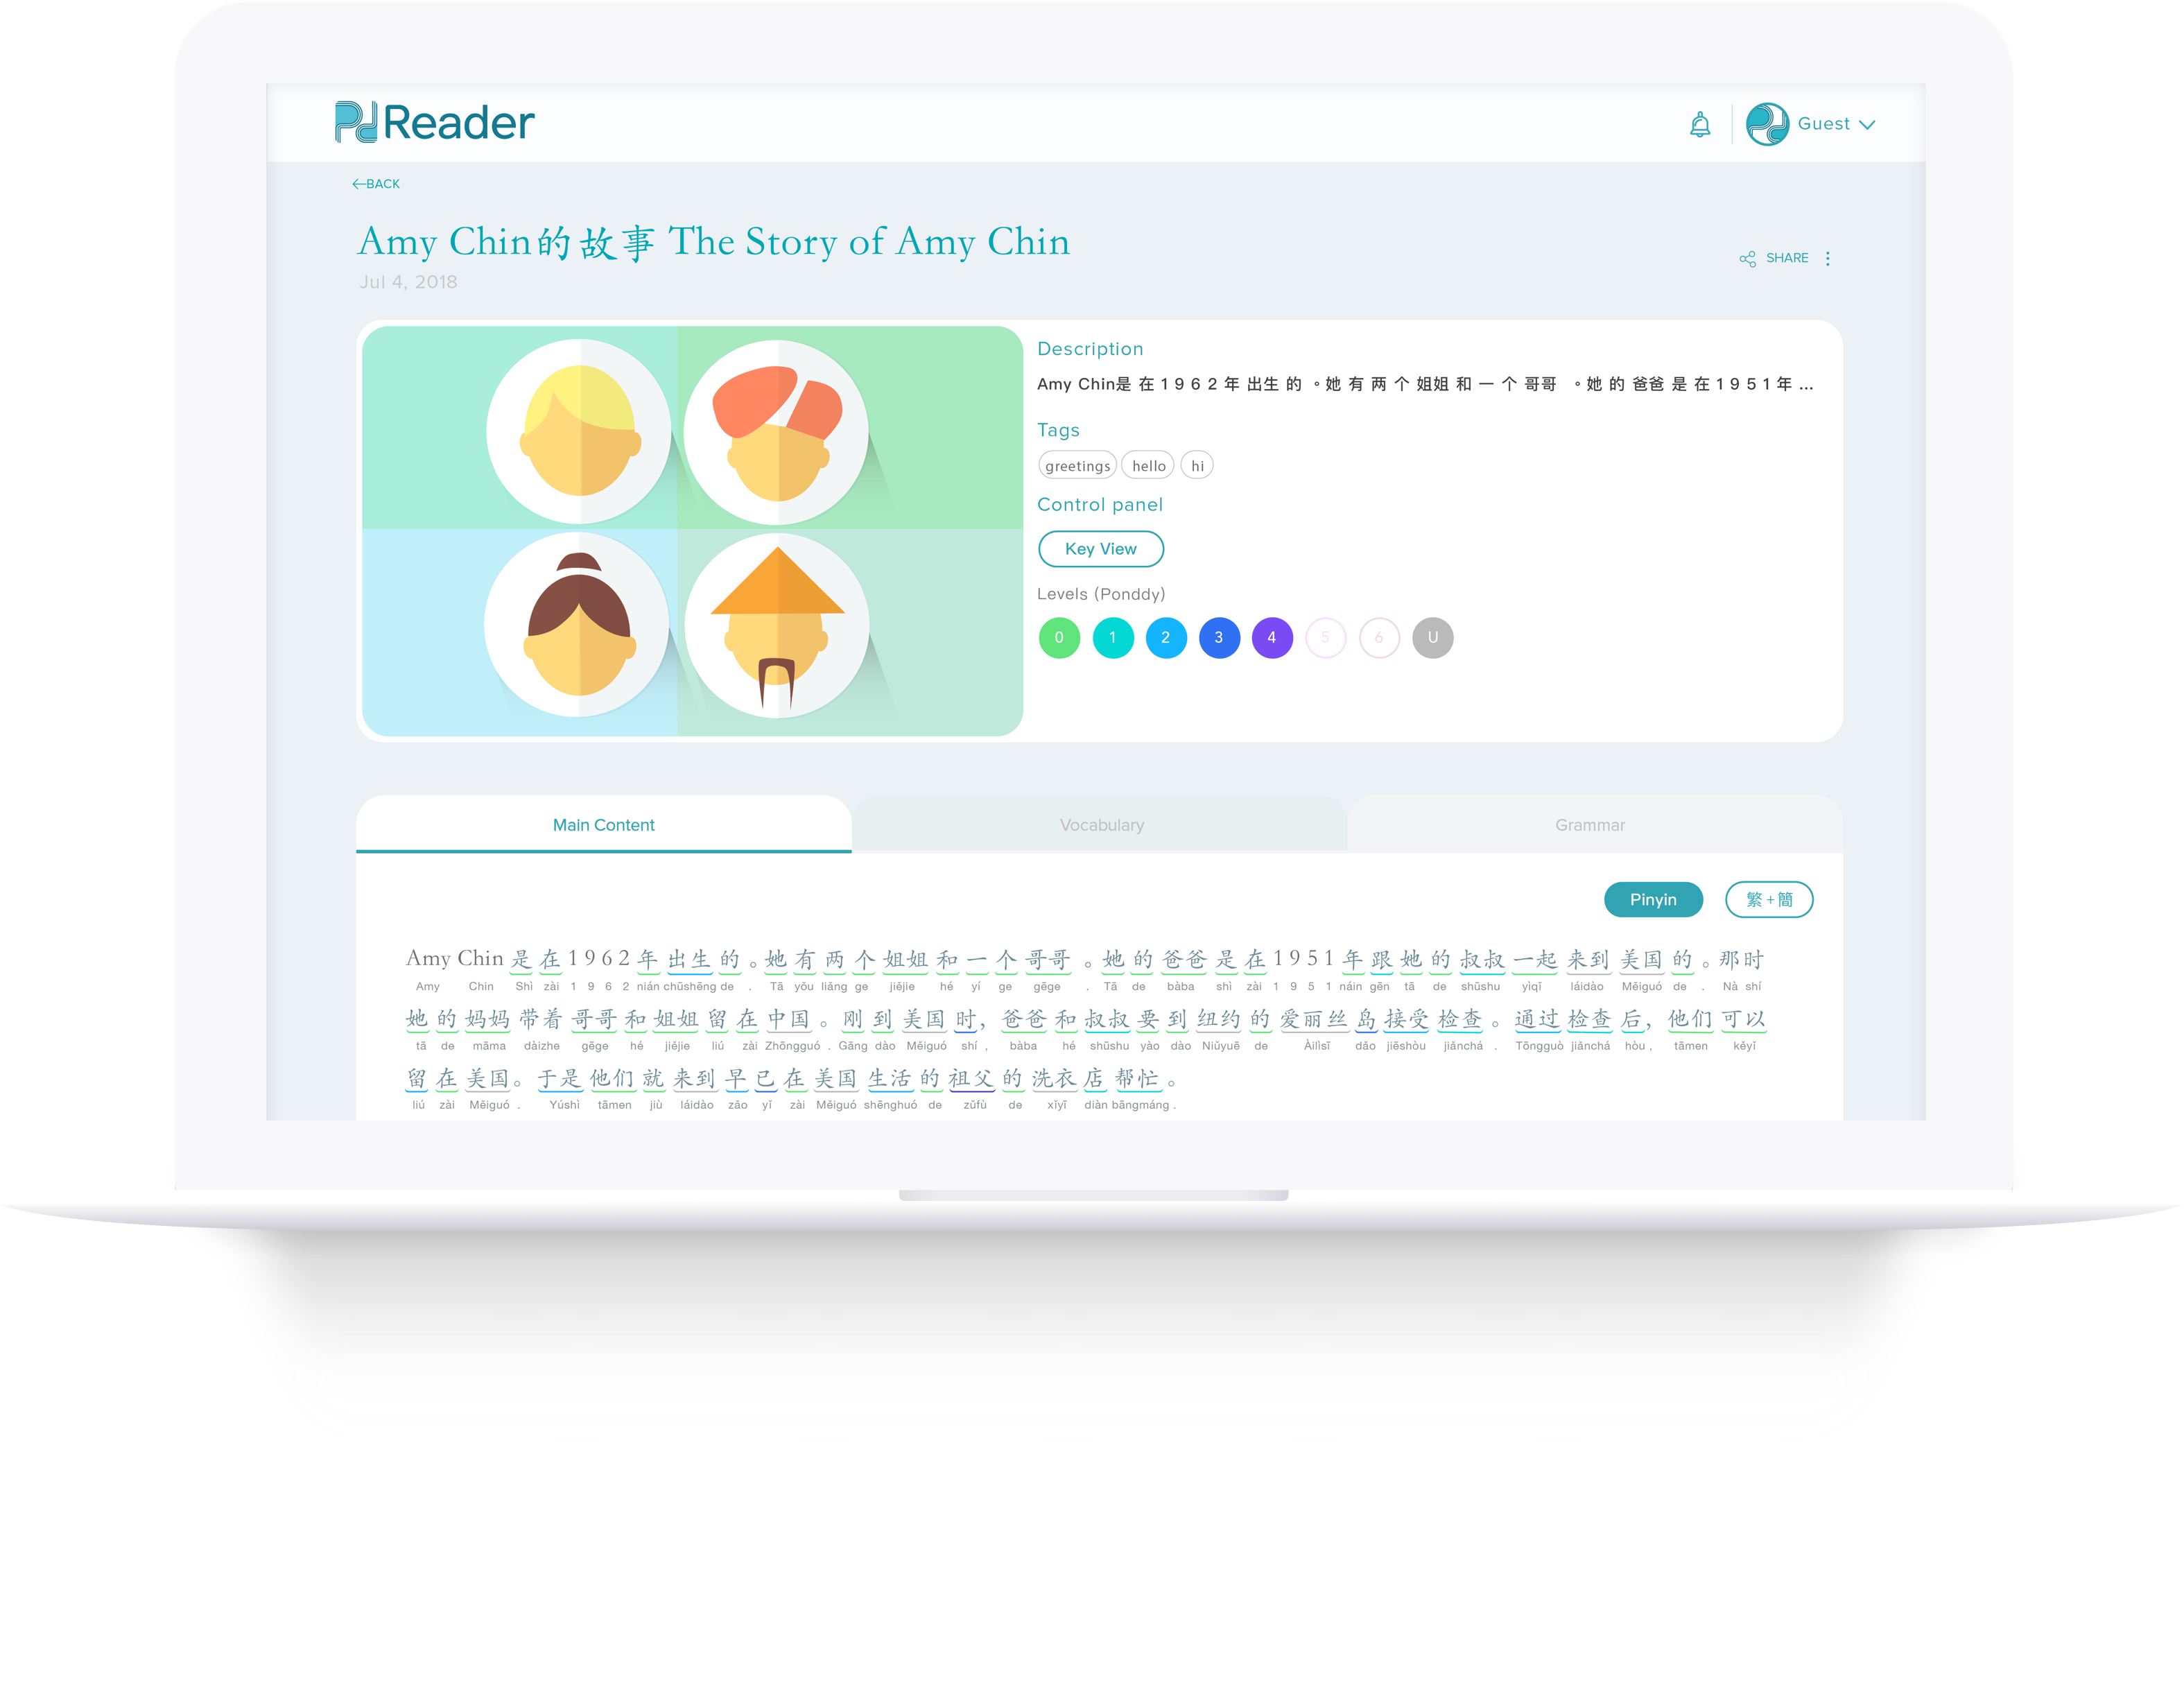 Reader
Guest
BACK
Amy Chin的故事 The Story of Amy Chin
Jul 4, 2018
SHARE
Description
Amy Chin是在1962年出生的。她有两个姐姐和一个哥哥。她的爸爸是在1951年...
Tags
greetings hello hi
Control panel
Key View
Levels (Ponddy)
0 1 2 3 4 5 6 U
Main Content Vocabulary Grammar
Pinyin 繁+簡
Amy Chin 是在1962年出生的。她有两个姐姐和一个哥哥。她的爸爸是在1951年跟她的叔叔一起来到美国的。那时
Amy Chin Shì zài 1 9 6 2 nián chūshēng de . Tā yǒu liǎng ge jiějie hé yí ge gēge . Tā de bàba shì zài 1 9 5 1 náin gēn tā de shūshu yìqǐ láidào Měiguó de . Nà shí
她的妈妈带着哥哥和姐姐留在中国。刚到美国时，爸爸和叔叔要到纽约的爱丽丝岛接受检查。通过检查后，他们可以
tā de māma dàizhe gēge hé jiějie liú zài Zhōngguó . Gāng dào Měiguó shí , bàba hé shūshu yào dào Niǔyuē de Àilìsī dǎo jiēshòu jiǎnchá . Tōngguò jiǎnchá hòu , tāmen kěyǐ
留在美国。于是他们就来到早已在美国生活的祖父的洗衣店帮忙。
liú zài Měiguó . Yúshì tāmen jiù láidào zǎo yǐ zài Měiguó shēnghuó de zǔfù de xǐyī diàn bāngmáng .